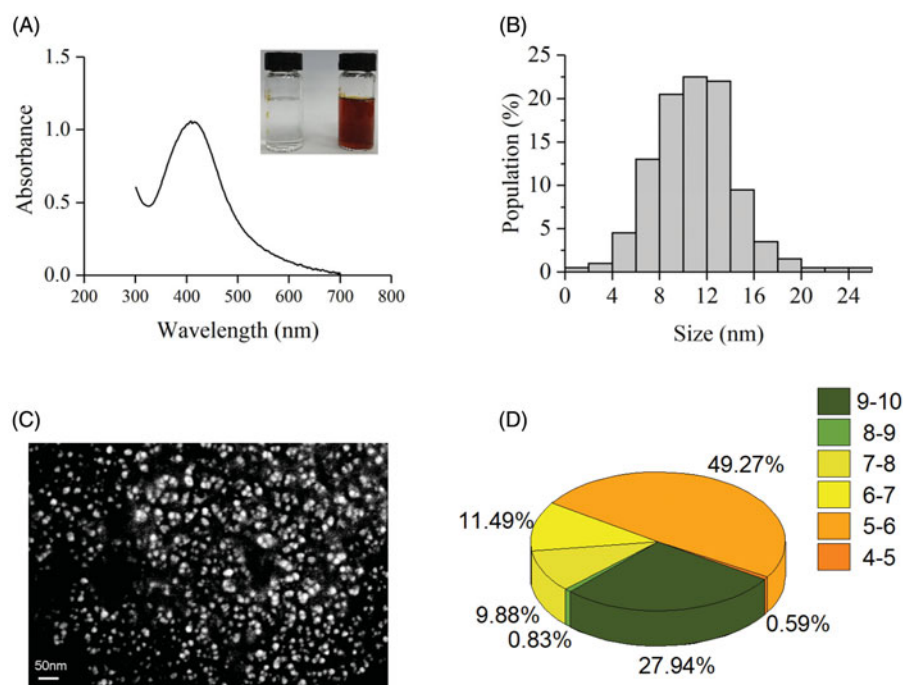 (A)
1.5
1.0
0.5
0.0
Absorbance
200 300 400 500 600 700 800
Wavelength (nm)
(B)
25
20
15
10
5
0
Population (%)
0 4 8 12 16 20 24
Size (nm)
(C)
50nm
(D)
49.27%
11.49%
9.88%
0.83%
27.94%
0.59%
9-10
8-9
7-8
6-7
5-6
4-5